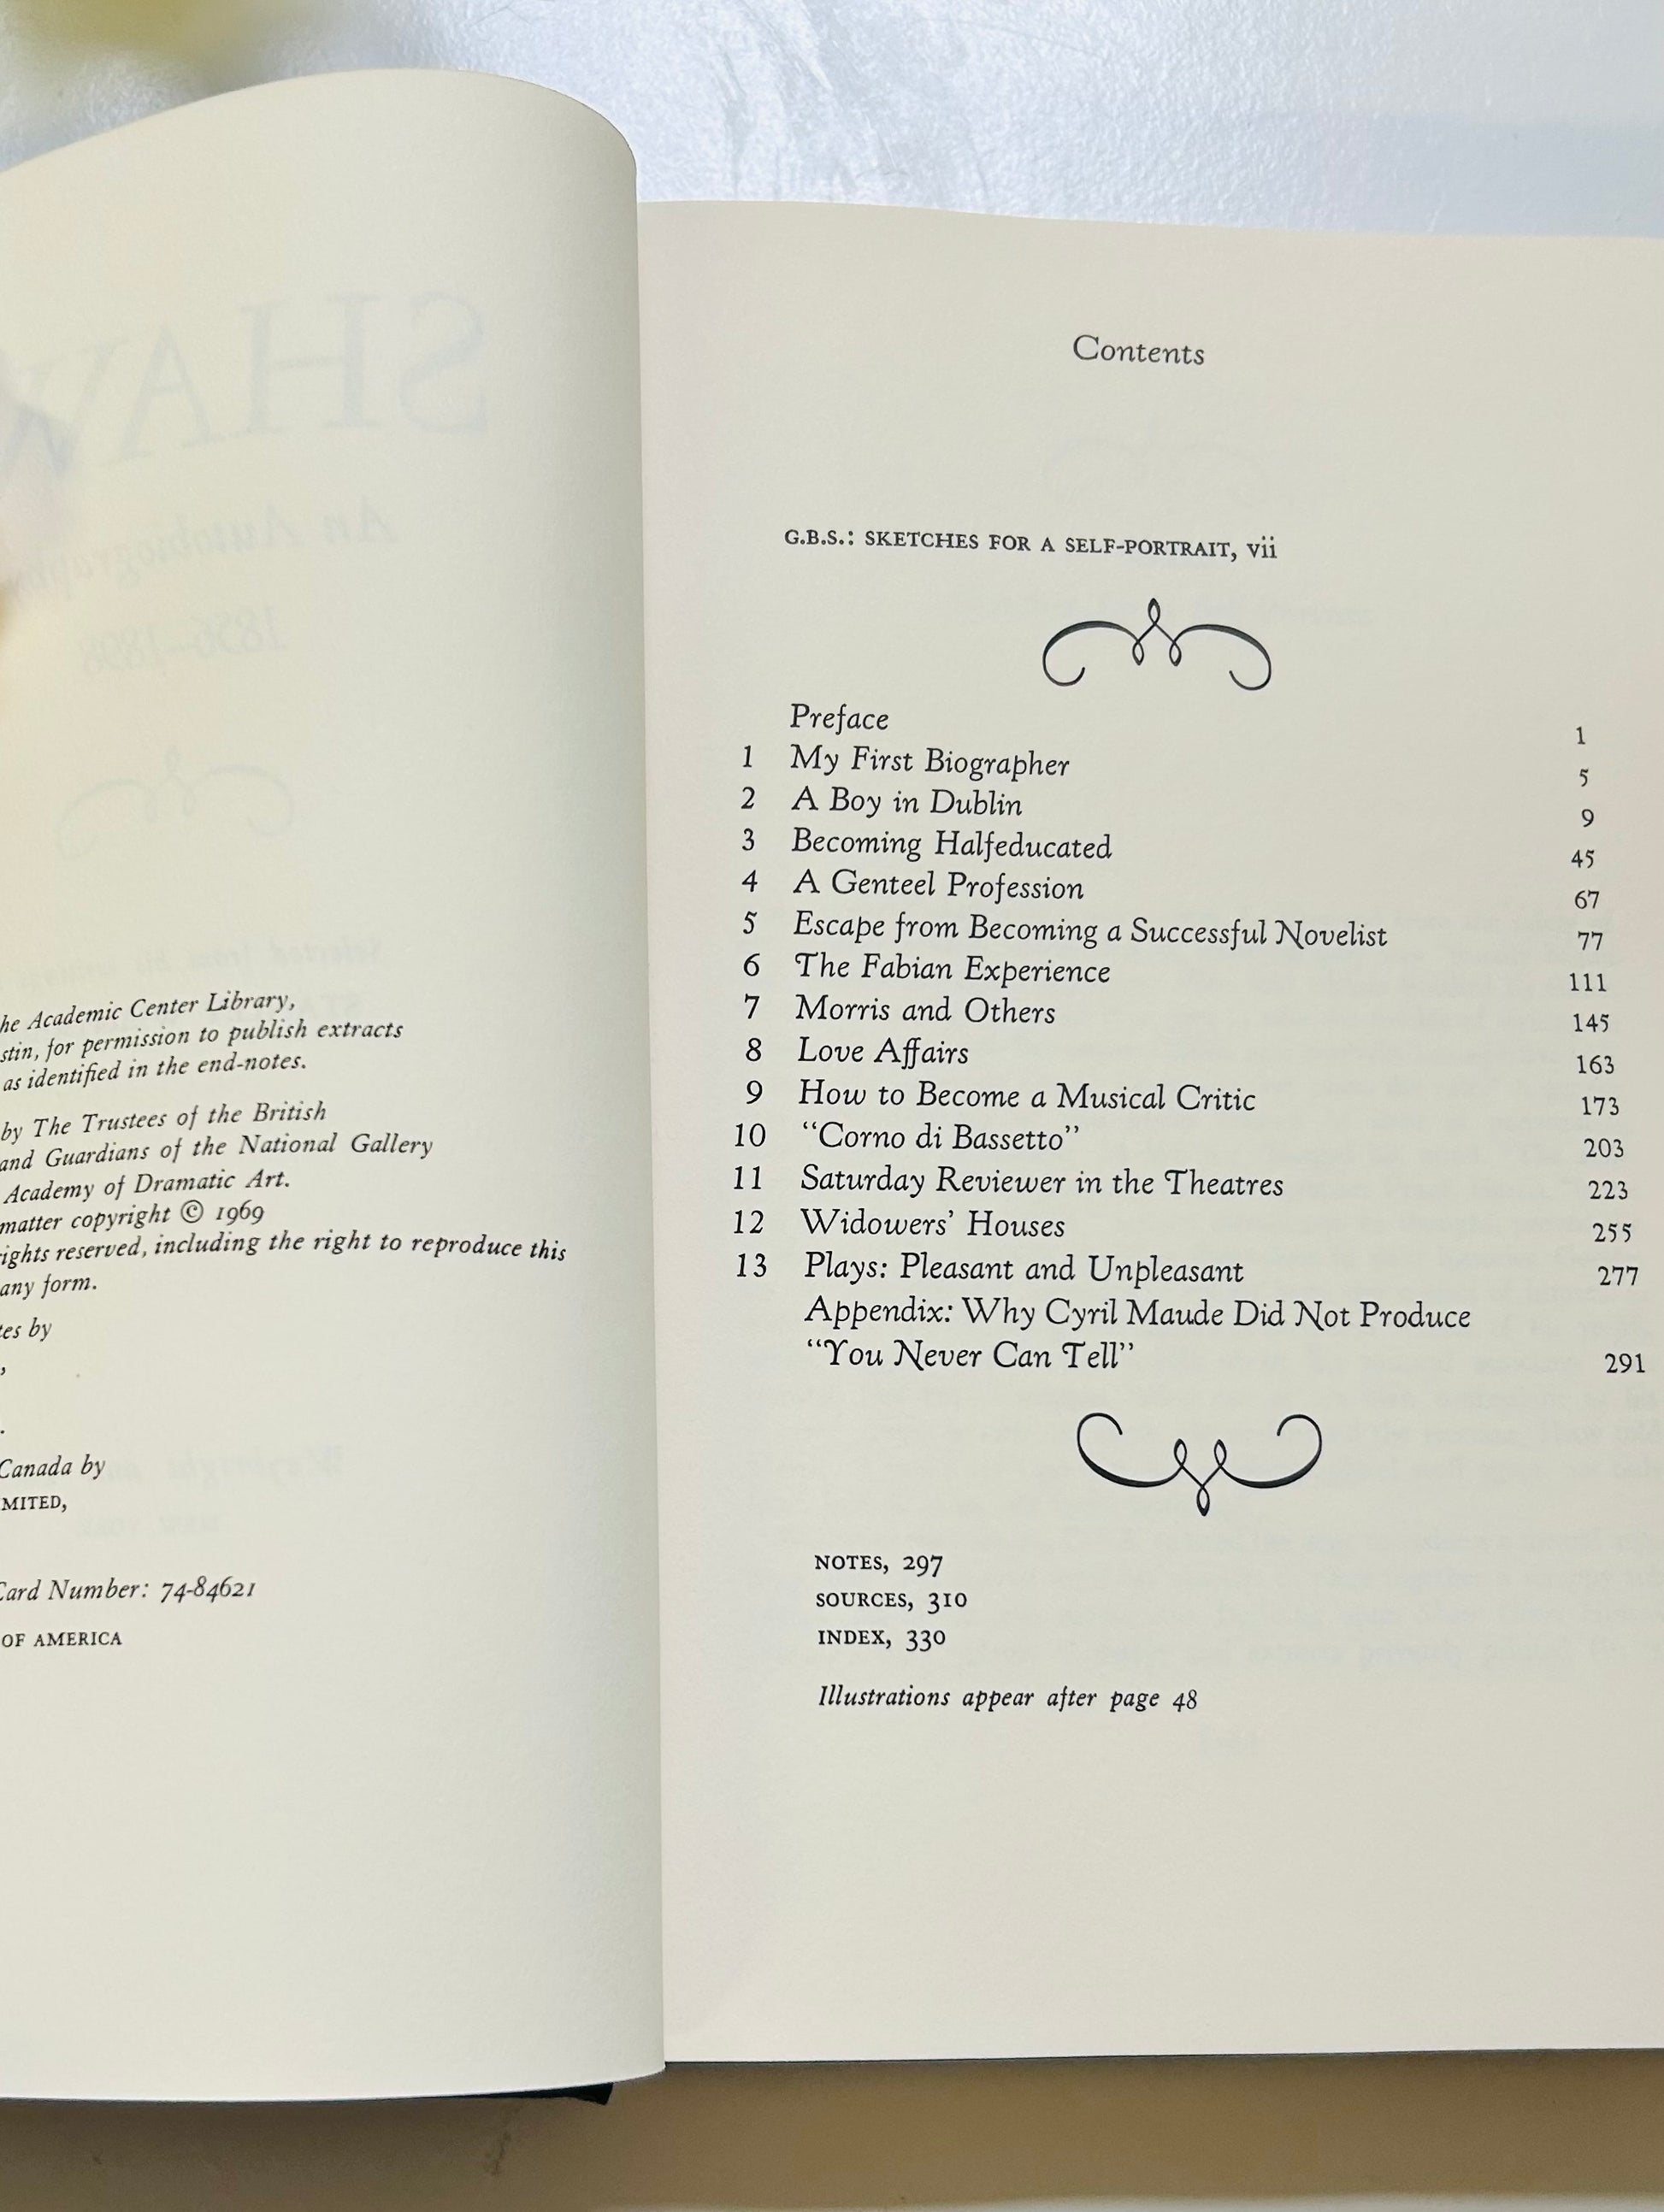 SHAW
An Autobiography
1856–1898
he Academic Center Library,
stin, for permission to publish extracts
as identified in the end-notes.
by The Trustees of the British
and Guardians of the National Gallery
Academy of Dramatic Art.
matter copyright © 1969
ights reserved, including the right to reproduce this
any form.
tes by
,
.
Canada by
MITED,
Card Number: 74-84621
OF AMERICA
Contents
G.B.S.: SKETCHES FOR A SELF-PORTRAIT, vii
Preface 1
1 My First Biographer 5
2 A Boy in Dublin 9
3 Becoming Halfeducated 45
4 A Genteel Profession 67
5 Escape from Becoming a Successful Novelist 77
6 The Fabian Experience 111
7 Morris and Others 145
8 Love Affairs 163
9 How to Become a Musical Critic 173
10 “Corno di Bassetto” 203
11 Saturday Reviewer in the Theatres 223
12 Widowers’ Houses 255
13 Plays: Pleasant and Unpleasant 277
Appendix: Why Cyril Maude Did Not Produce
“You Never Can Tell” 291
NOTES, 297
SOURCES, 310
INDEX, 330
Illustrations appear after page 48